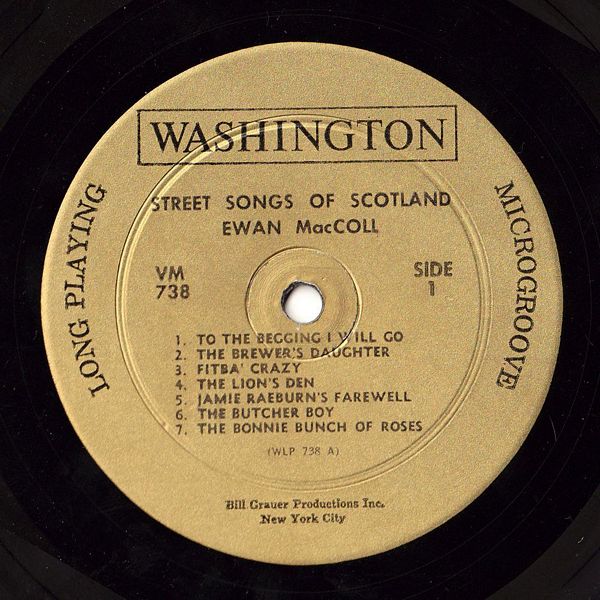 WASHINGTON
STREET SONGS OF SCOTLAND
EWAN MacCOLL
LONG PLAYING
MICROGROOVE
VM
738
SIDE
1
1. TO THE BEGGING I WILL GO
2. THE BREWER'S DAUGHTER
3. FITBA' CRAZY
4. THE LION'S DEN
5. JAMIE RAEBURN'S FAREWELL
6. THE BUTCHER BOY
7. THE BONNIE BUNCH OF ROSES
(WLP 738 A)
Bill Grauer Productions Inc.
New York City